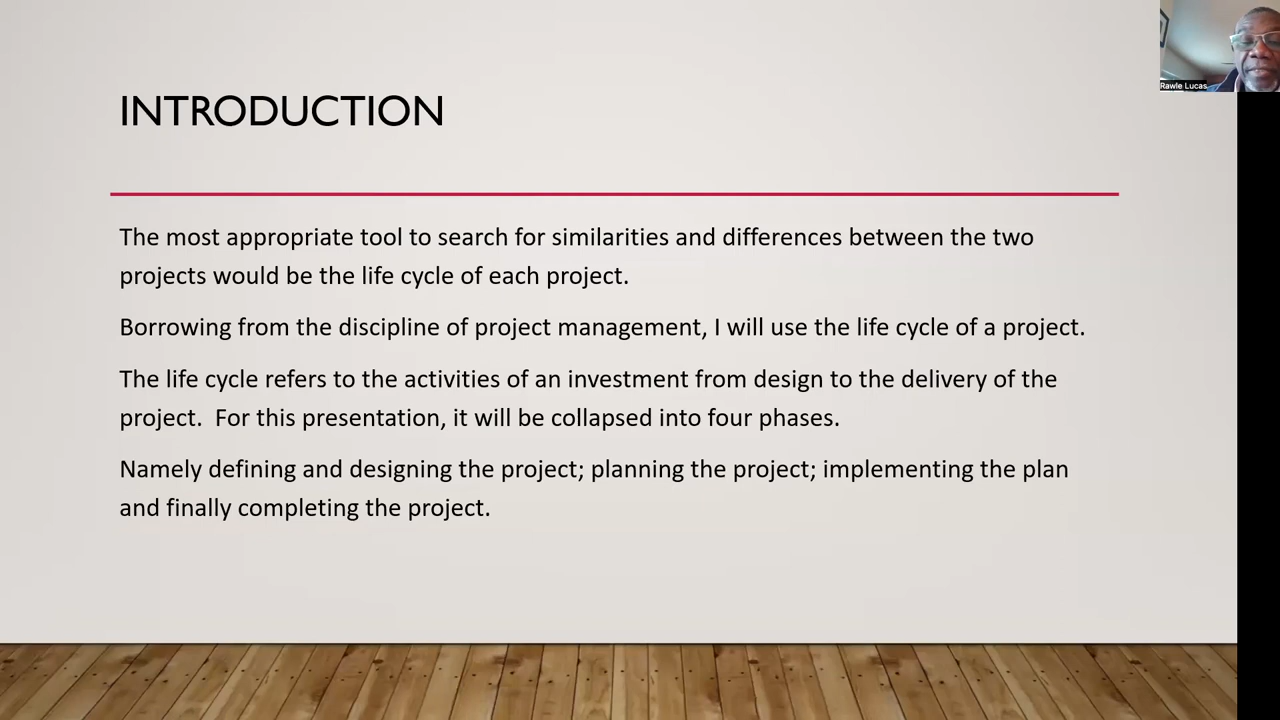 Rawle Lucas
INTRODUCTION
The most appropriate tool to search for similarities and differences between the two
projects would be the life cycle of each project.
Borrowing from the discipline of project management, I will use the life cycle of a project.
The life cycle refers to the activities of an investment from design to the delivery of the
project.  For this presentation, it will be collapsed into four phases.
Namely defining and designing the project; planning the project; implementing the plan
and finally completing the project.